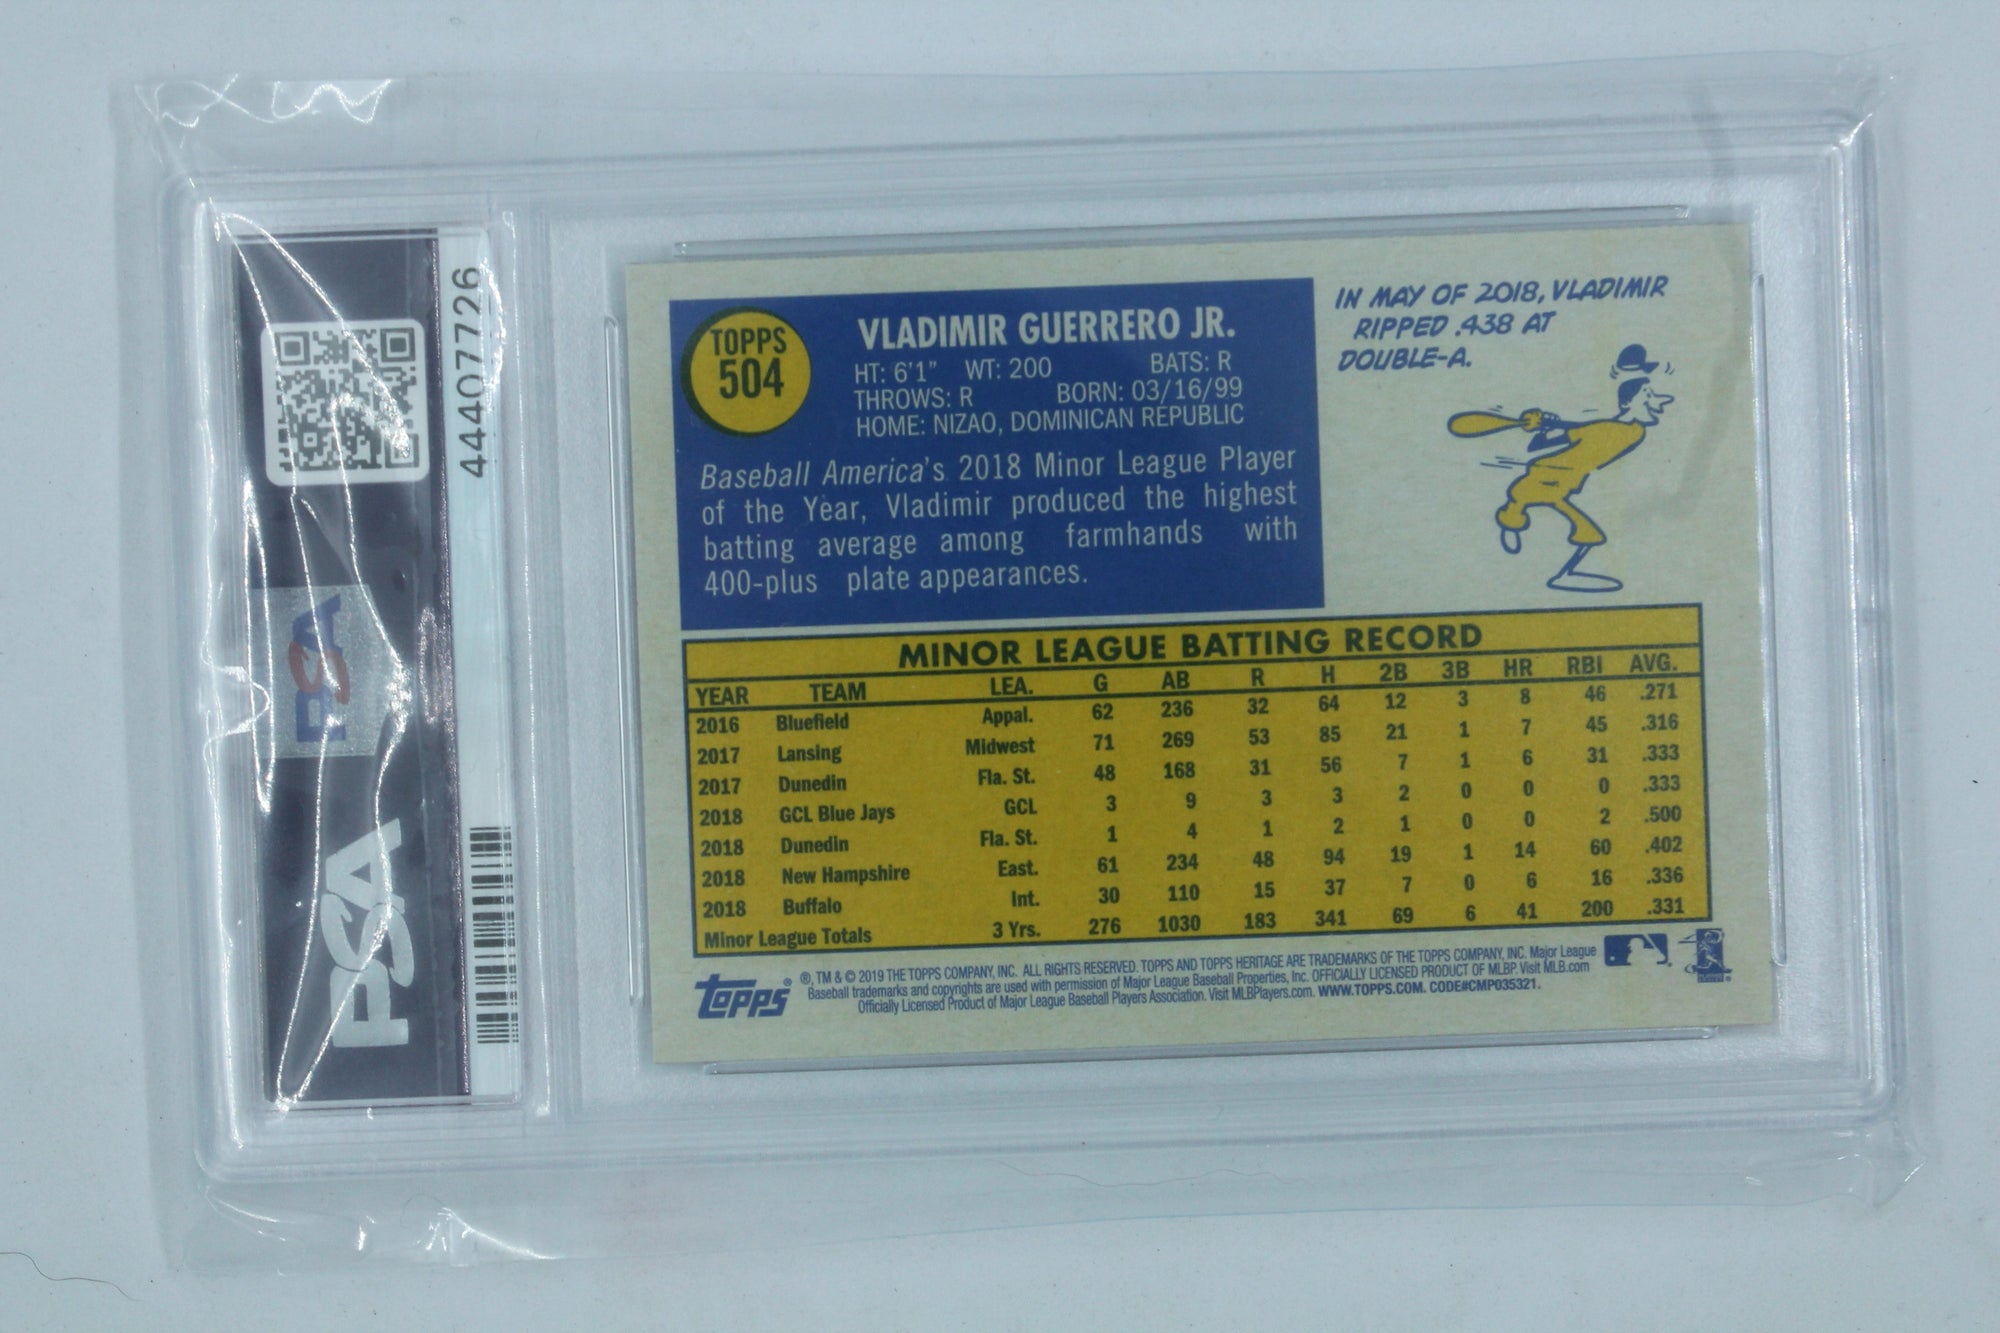 44407726
PSA
PSA
TOPPS
504
VLADIMIR GUERRERO JR.
HT: 6'1" WT: 200 BATS: R
THROWS: R BORN: 03/16/99
HOME: NIZAO, DOMINICAN REPUBLIC
Baseball America's 2018 Minor League Player
of the Year, Vladimir produced the highest
batting average among farmhands with
400-plus plate appearances.
IN MAY OF 2018, VLADIMIR
RIPPED .438 AT
DOUBLE-A.
MINOR LEAGUE BATTING RECORD
YEAR TEAM LEA. G AB R H 2B 3B HR RBI AVG.
2016 Bluefield Appal. 62 236 32 64 12 3 8 46 .271
2017 Lansing Midwest 71 269 53 85 21 1 7 45 .316
2017 Dunedin Fla. St. 48 168 31 56 7 1 6 31 .333
2018 GCL Blue Jays GCL 3 9 3 3 2 0 0 0 .333
2018 Dunedin Fla. St. 1 4 1 2 1 0 0 2 .500
2018 New Hampshire East. 61 234 48 94 19 1 14 60 .402
2018 Buffalo Int. 30 110 15 37 7 0 6 16 .336
Minor League Totals 3 Yrs. 276 1030 183 341 69 6 41 200 .331
TOPPS ®, TM & © 2019 THE TOPPS COMPANY, INC. ALL RIGHTS RESERVED. TOPPS AND TOPPS HERITAGE ARE TRADEMARKS OF THE TOPPS COMPANY, INC. Major League
Baseball trademarks and copyrights are used with permission of Major League Baseball Properties, Inc. OFFICIALLY LICENSED PRODUCT OF MLBP. Visit MLB.com
Officially Licensed Product of Major League Baseball Players Association. Visit MLBPlayers.com. WWW.TOPPS.COM. CODE#CMP035321.